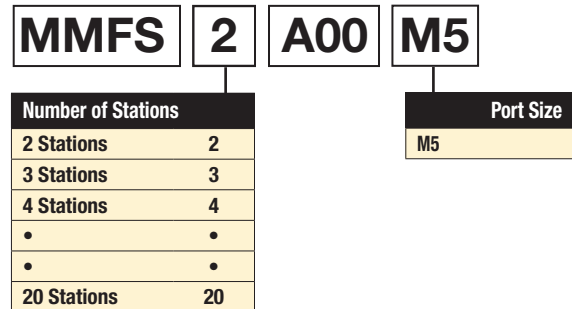 MMFS 2 A00 M5
Number of Stations
2 Stations 2
3 Stations 3
4 Stations 4
• •
• •
20 Stations 20
Port Size
M5